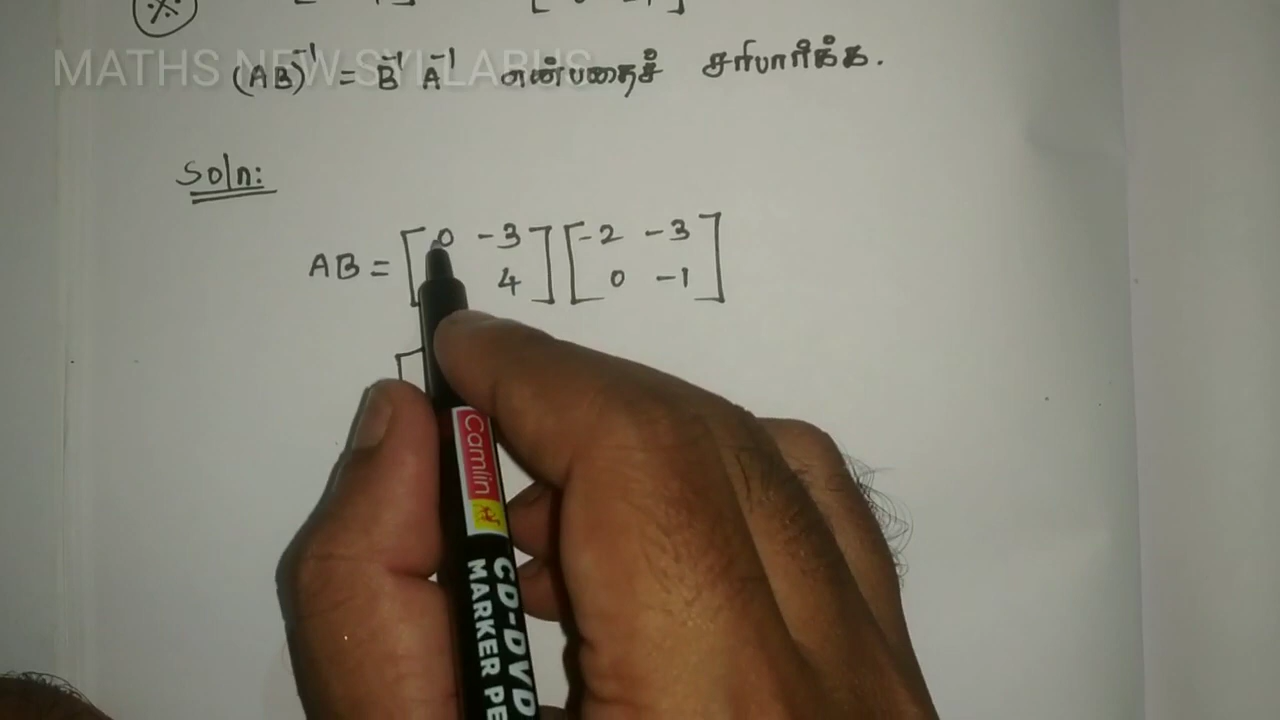 MATHS NEW SYLLABUS
(AB)⁻¹ = B⁻¹ A⁻¹ என்பதைச் சரிபார்க்க.
Soln:
AB = [ 0 -3 ] [ -2 -3 ]
4 0 -1
Camlin
CD-DVD
MARKER PE